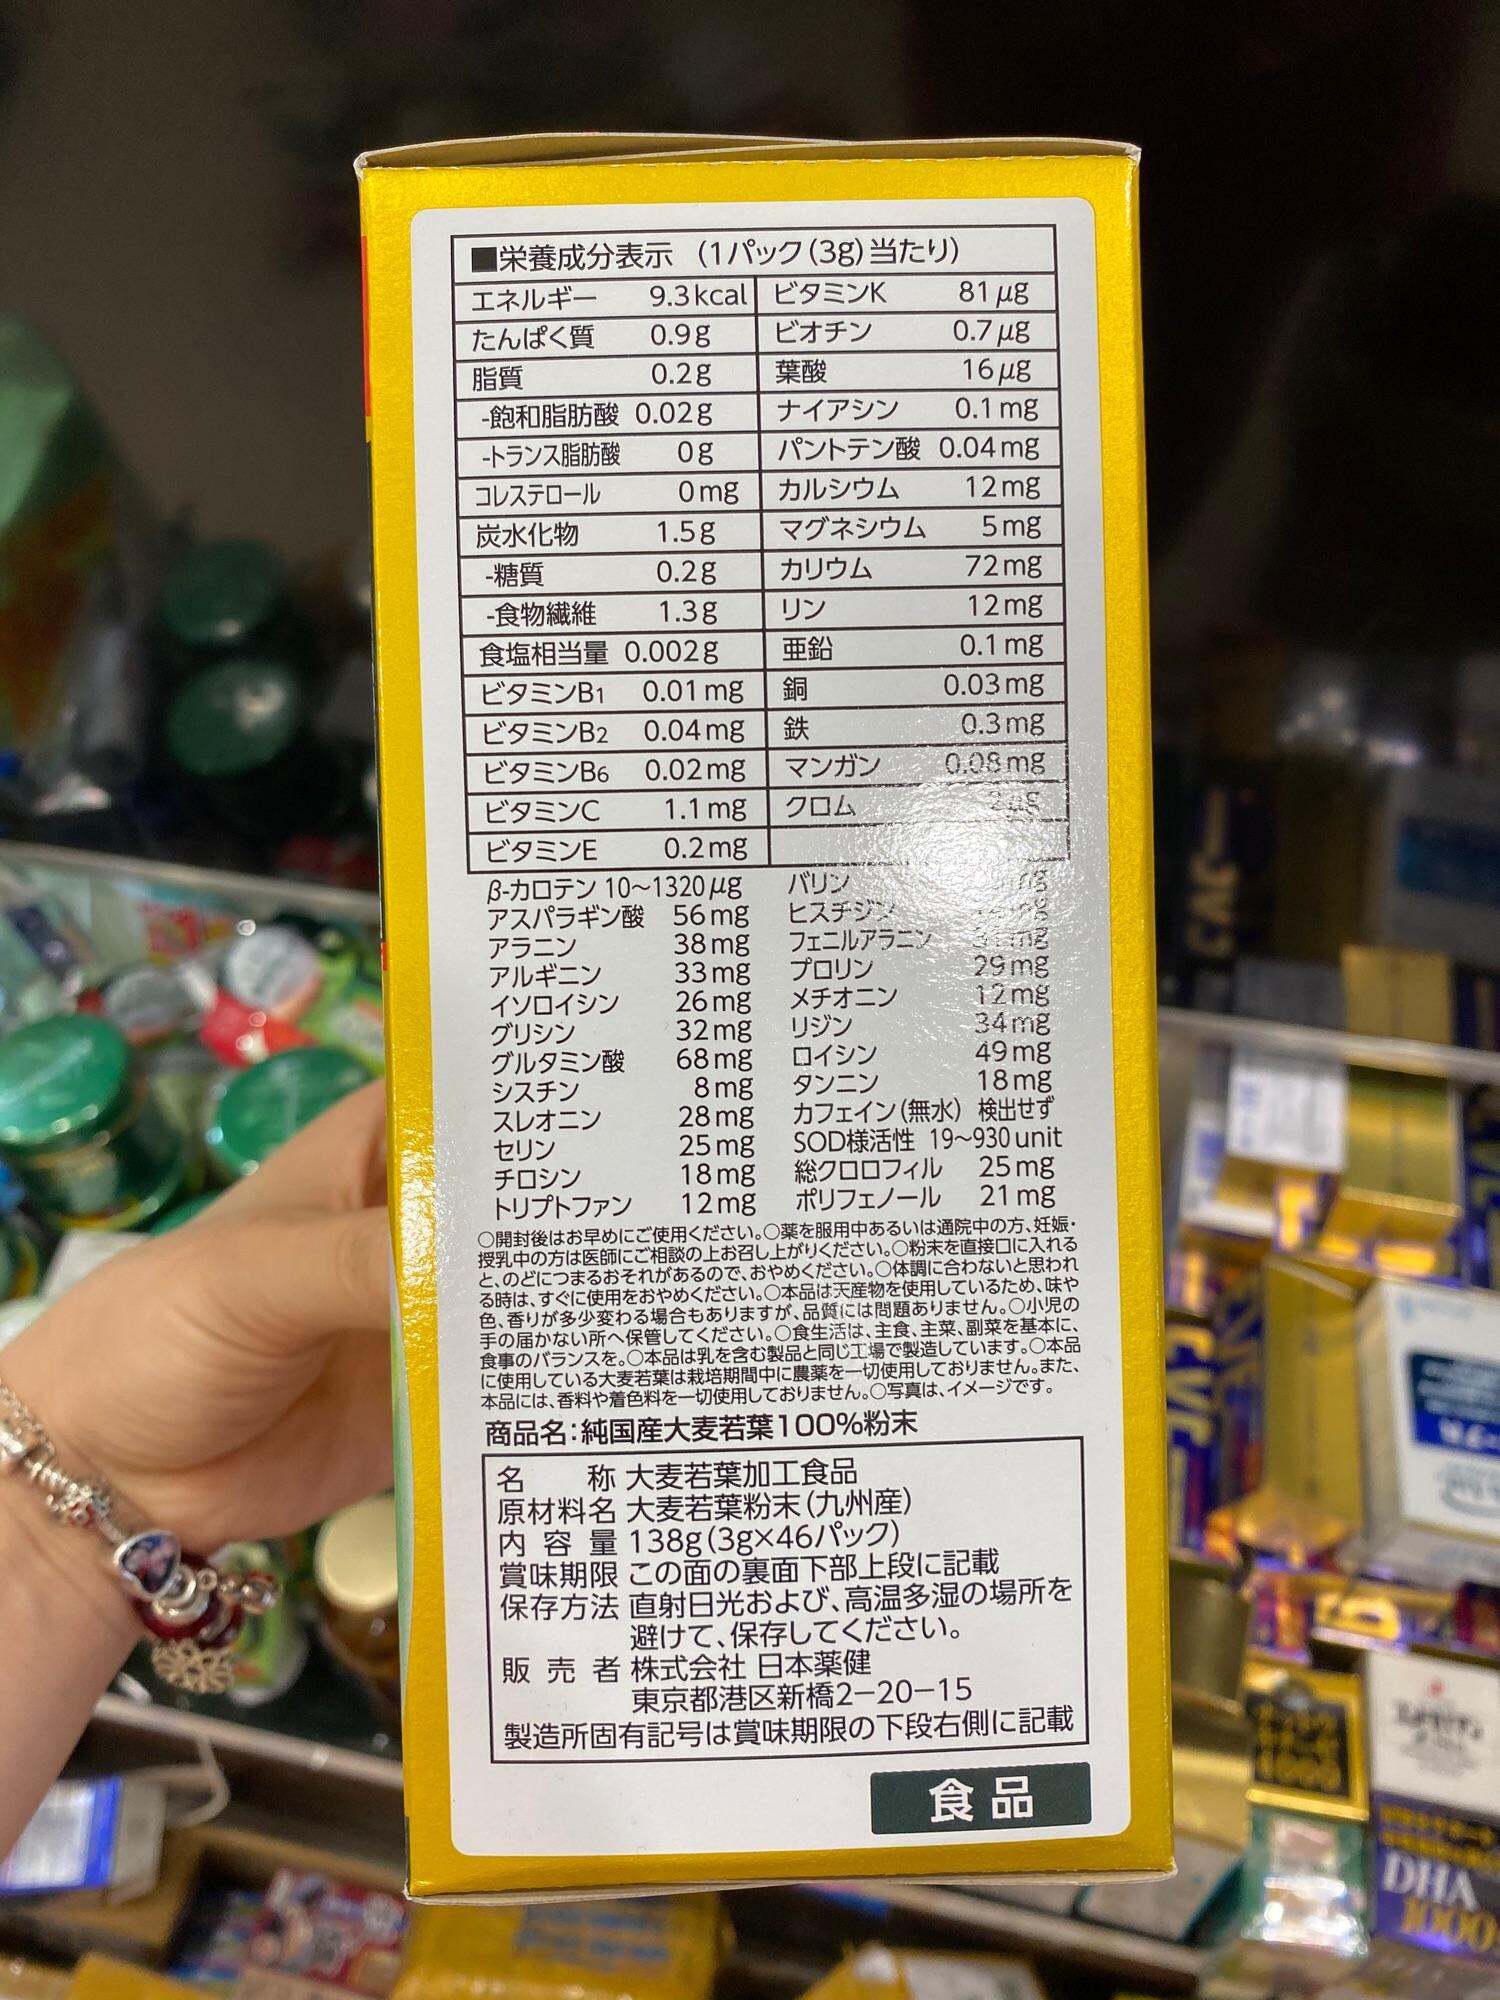 ■栄養成分表示 (1パック(3g)当たり)
エネルギー 9.3kcal ビタミンK 81μg
たんぱく質 0.9g ビオチン 0.7μg
脂質 0.2g 葉酸 16μg
-飽和脂肪酸 0.02g ナイアシン 0.1mg
-トランス脂肪酸 0g パントテン酸 0.04mg
コレステロール 0mg カルシウム 12mg
炭水化物 1.5g マグネシウム 5mg
-糖質 0.2g カリウム 72mg
-食物繊維 1.3g リン 12mg
食塩相当量 0.002g 亜鉛 0.1mg
ビタミンB1 0.01mg 銅 0.03mg
ビタミンB2 0.04mg 鉄 0.3mg
ビタミンB6 0.02mg マンガン 0.08mg
ビタミンC 1.1mg クロム 2μg
ビタミンE 0.2mg
β-カロテン 10～1320μg バリン
アスパラギン酸 56mg ヒスチジン
アラニン 38mg フェニルアラニン 31mg
アルギニン 33mg プロリン 29mg
イソロイシン 26mg メチオニン 12mg
グリシン 32mg リジン 34mg
グルタミン酸 68mg ロイシン 49mg
シスチン 8mg タンニン 18mg
スレオニン 28mg カフェイン(無水) 検出せず
セリン 25mg SOD様活性 19～930unit
チロシン 18mg 総クロロフィル 25mg
トリプトファン 12mg ポリフェノール 21mg
○開封後はお早めにご使用ください。○薬を服用中あるいは通院中の方、妊娠・
授乳中の方は医師にご相談の上お召し上がりください。○粉末を直接口に入れる
と、のどにつまるおそれがあるので、おやめください。○体調に合わないと思われ
る時は、すぐに使用をおやめください。○本品は天産物を使用しているため、味や
色、香りが多少変わる場合もありますが、品質には問題ありません。○小児の
手の届かない所へ保管してください。○食生活は、主食、主菜、副菜を基本に、
食事のバランスを。○本品は乳を含む製品と同じ工場で製造しています。○本品
に使用している大麦若葉は栽培期間中に農薬を一切使用しておりません。また、
本品には、香料や着色料を一切使用しておりません。○写真は、イメージです。
商品名：純国産大麦若葉100%粉末
名 称 大麦若葉加工食品
原材料名 大麦若葉粉末(九州産)
内容量 138g(3g×46パック)
賞味期限 この面の裏面下部上段に記載
保存方法 直射日光および、高温多湿の場所を
避けて、保存してください。
販売者 株式会社 日本薬健
東京都港区新橋2－20－15
製造所固有記号は賞味期限の下段右側に記載
食品
DHA
1000